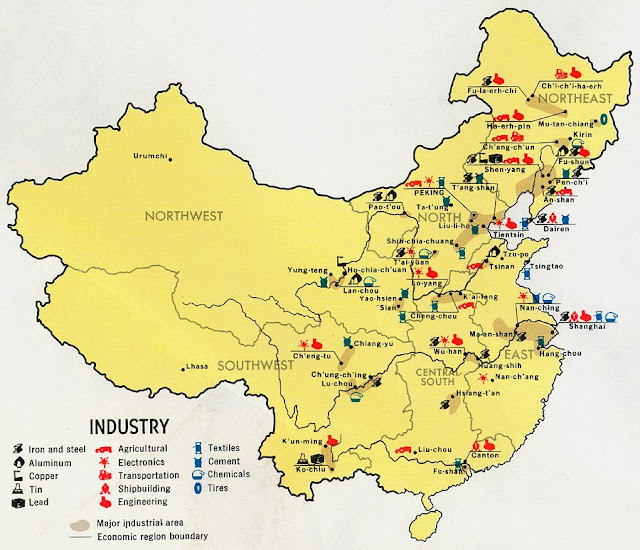 Ch'i-ch'i-ha-erh
Fu-la-erh-chi
NORTHEAST
Ha-erh-pin
Mu-tan-chiang
Kirin
Ch'ang-ch'un
Fu-shun
Shen-yang
Pen-ch'i
An-shan
Urumchi
PEKING
T'ang-shan
Pao-t'ou
Ta-t'ung
NORTHWEST
NORTH
Liu-li-ho
Tientsin
Dairen
Shih-chia-chuang
T'ai-yüan
Tzu-po
Yung-teng
Ho-chia-ch'uan
Tsinan
Tsingtao
Lo-yang
Lan-chou
Yao-hsien
K'ai-feng
Nan-ching
Sian
Cheng-chou
Shanghai
Ma-an-shan
Chiang-yu
Wu-han
EAST
Hang-chou
Ch'eng-tu
Huang-shih
Lhasa
SOUTHWEST
Ch'ung-ch'ing
CENTRAL
SOUTH
Nan-ch'ang
Lu-chou
Hsiang-t'an
INDUSTRY
K'un-ming
Liu-chou
Canton
Ko-chiu
Fo-shan
Iron and steel
Aluminum
Copper
Tin
Lead
Agricultural
Electronics
Transportation
Shipbuilding
Engineering
Textiles
Cement
Chemicals
Tires
Major industrial area
Economic region boundary